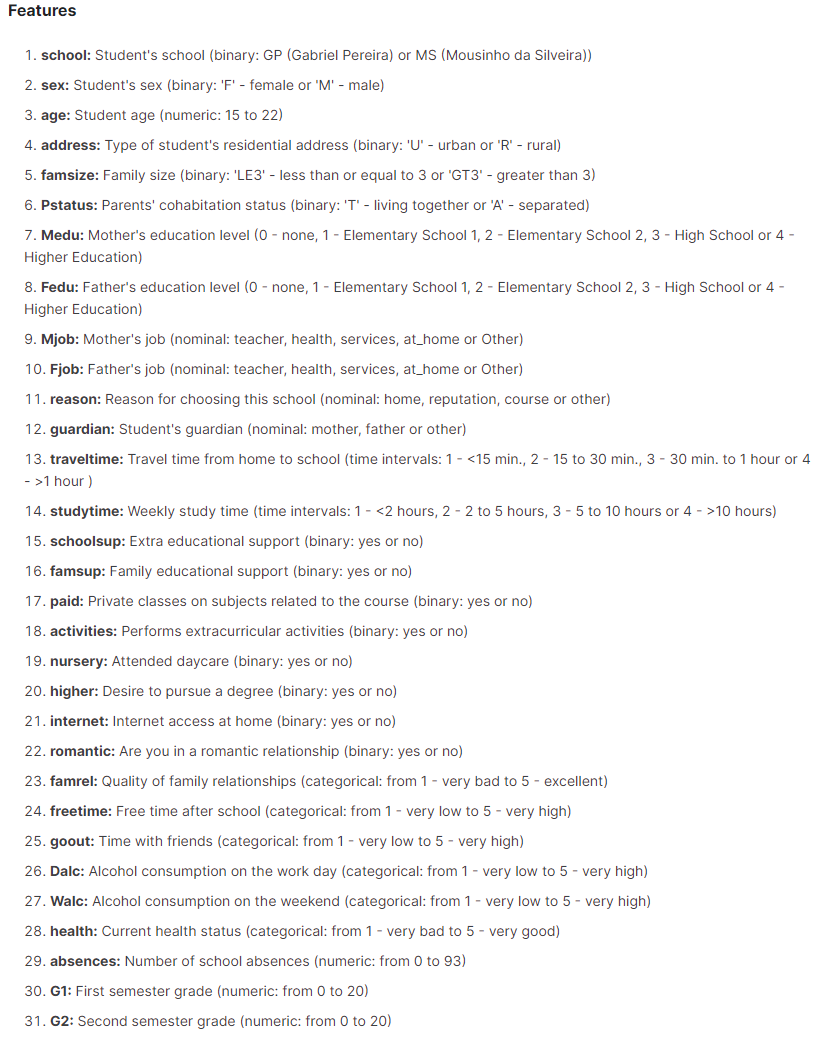 Features
1. school: Student's school (binary: GP (Gabriel Pereira) or MS (Mousinho da Silveira))
2. sex: Student's sex (binary: 'F' - female or 'M' - male)
3. age: Student age (numeric: 15 to 22)
4. address: Type of student's residential address (binary: 'U' - urban or 'R' - rural)
5. famsize: Family size (binary: 'LE3' - less than or equal to 3 or 'GT3' - greater than 3)
6. Pstatus: Parents' cohabitation status (binary: 'T' - living together or 'A' - separated)
7. Medu: Mother's education level (0 - none, 1 - Elementary School 1, 2 - Elementary School 2, 3 - High School or 4 -
Higher Education)
8. Fedu: Father's education level (0 - none, 1 - Elementary School 1, 2 - Elementary School 2, 3 - High School or 4 -
Higher Education)
9. Mjob: Mother's job (nominal: teacher, health, services, at_home or Other)
10. Fjob: Father's job (nominal: teacher, health, services, at_home or Other)
11. reason: Reason for choosing this school (nominal: home, reputation, course or other)
12. guardian: Student's guardian (nominal: mother, father or other)
13. traveltime: Travel time from home to school (time intervals: 1 - <15 min., 2 - 15 to 30 min., 3 - 30 min. to 1 hour or 4
- >1 hour )
14. studytime: Weekly study time (time intervals: 1 - <2 hours, 2 - 2 to 5 hours, 3 - 5 to 10 hours or 4 - >10 hours)
15. schoolsup: Extra educational support (binary: yes or no)
16. famsup: Family educational support (binary: yes or no)
17. paid: Private classes on subjects related to the course (binary: yes or no)
18. activities: Performs extracurricular activities (binary: yes or no)
19. nursery: Attended daycare (binary: yes or no)
20. higher: Desire to pursue a degree (binary: yes or no)
21. internet: Internet access at home (binary: yes or no)
22. romantic: Are you in a romantic relationship (binary: yes or no)
23. famrel: Quality of family relationships (categorical: from 1 - very bad to 5 - excellent)
24. freetime: Free time after school (categorical: from 1 - very low to 5 - very high)
25. goout: Time with friends (categorical: from 1 - very low to 5 - very high)
26. Dalc: Alcohol consumption on the work day (categorical: from 1 - very low to 5 - very high)
27. Walc: Alcohol consumption on the weekend (categorical: from 1 - very low to 5 - very high)
28. health: Current health status (categorical: from 1 - very bad to 5 - very good)
29. absences: Number of school absences (numeric: from 0 to 93)
30. G1: First semester grade (numeric: from 0 to 20)
31. G2: Second semester grade (numeric: from 0 to 20)